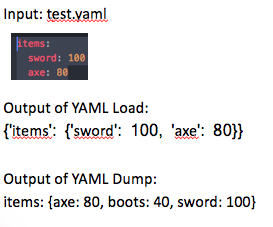 Input: test.yaml
items:
sword: 100
axe: 80
Output of YAML Load:
{'items': {'sword': 100, 'axe': 80}}
Output of YAML Dump:
items: {axe: 80, boots: 40, sword: 100}